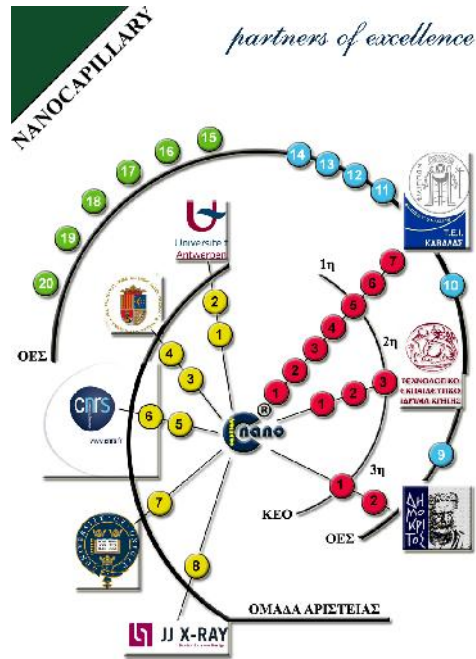 partners of excellence
NANOCAPILLARY
15
14
16
13
17
12
18
11
19
20
Τ.Ε.Ι.
ΚΑΒΑΛΑΣ
Universiteit
Antwerpen
1η
7
6
5
4
3
2
1
10
ΟΕΣ
2
1
2η
4
3
1
2
3
ΤΕΧΝΟΛΟΓΙΚΟ
ΕΚΠΑΙΔΕΥΤΙΚΟ
ΙΔΡΥΜΑ ΚΡΗΤΗΣ
®
nano
cnrs
6
5
9
3η
1
2
7
ΚΕΟ
ΟΕΣ
ΔΗΜΟΚΡΙΤΟΣ
8
ΟΜΑΔΑ ΑΡΙΣΤΕΙΑΣ
JJ X-RAY